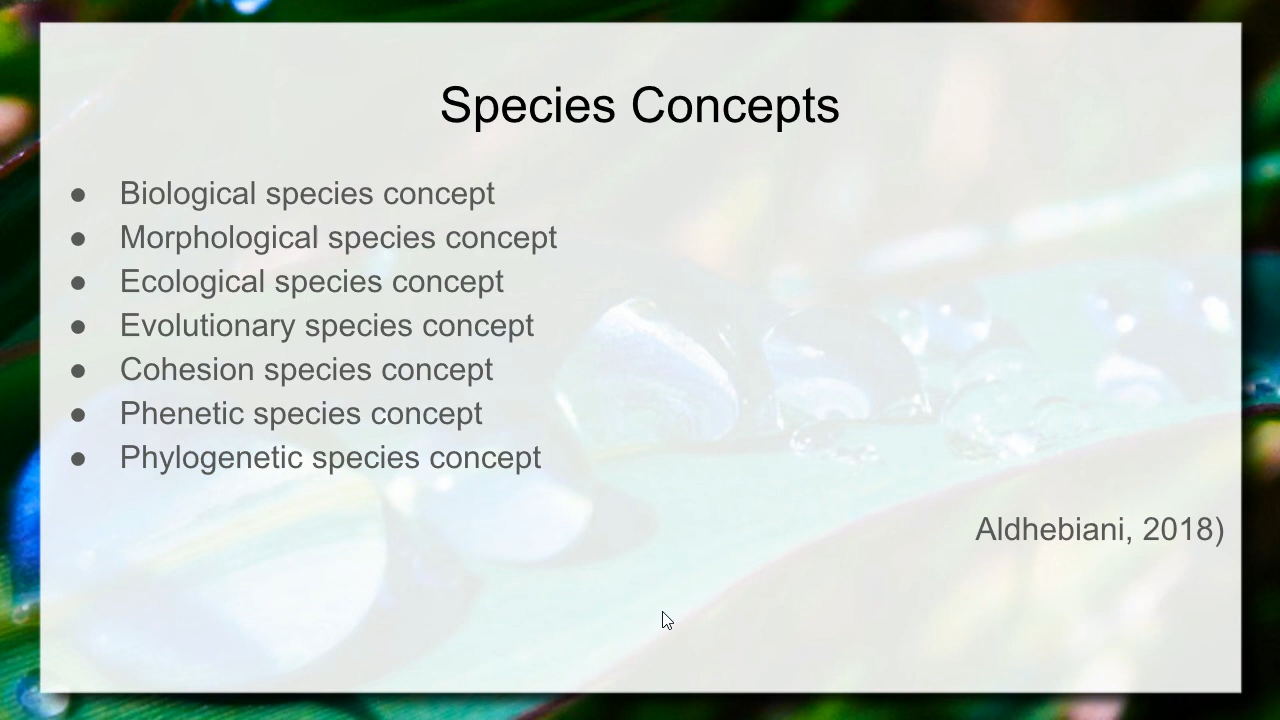 Species Concepts
● Biological species concept
● Morphological species concept
● Ecological species concept
● Evolutionary species concept
● Cohesion species concept
● Phenetic species concept
● Phylogenetic species concept
Aldhebiani, 2018)